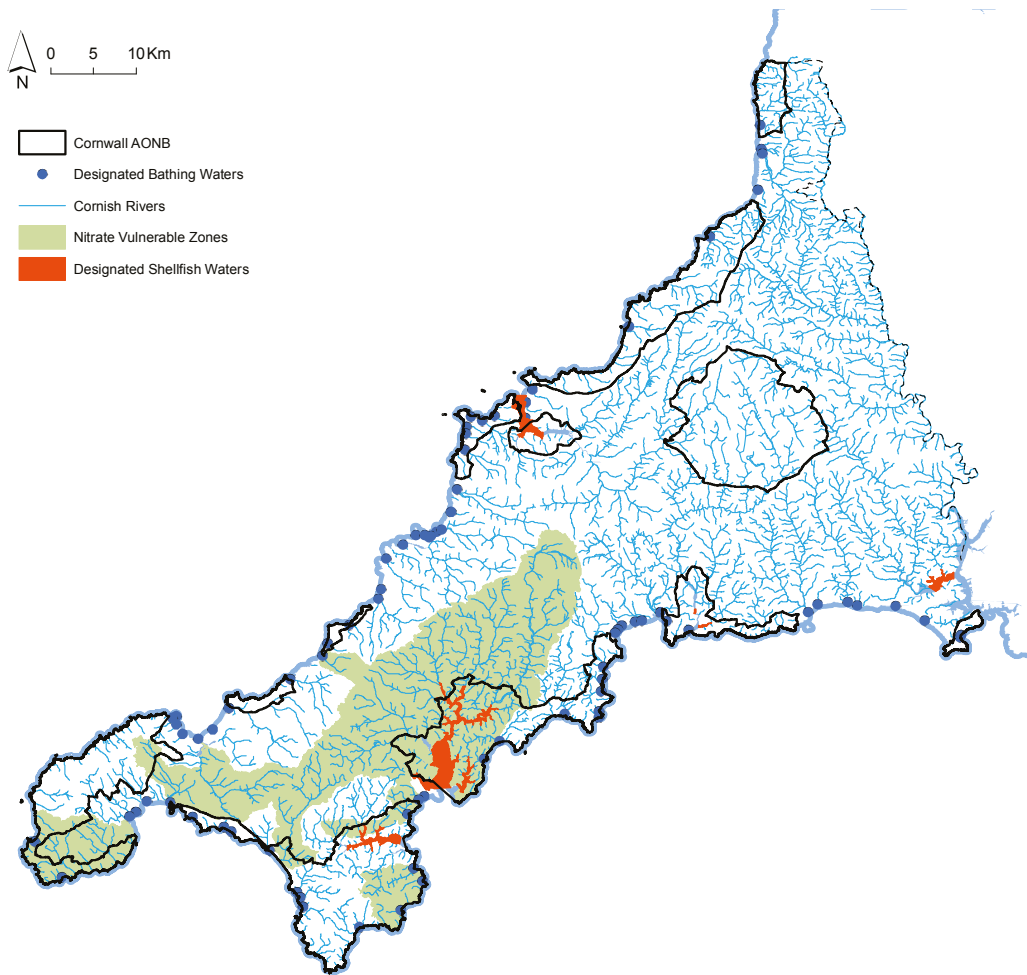 0 5 10Km
N
Cornwall AONB
Designated Bathing Waters
Cornish Rivers
Nitrate Vulnerable Zones
Designated Shellfish Waters